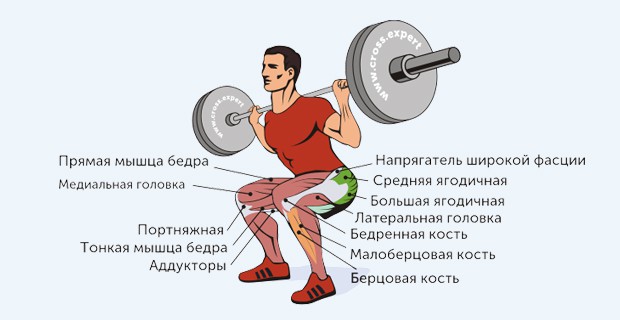 www.cross.expert
www.cross.expert
Прямая мышца бедра
Медиальная головка
Портняжная
Тонкая мышца бедра
Аддукторы
Напрягатель широкой фасции
Средняя ягодичная
Большая ягодичная
Латеральная головка
Бедренная кость
Малоберцовая кость
Берцовая кость